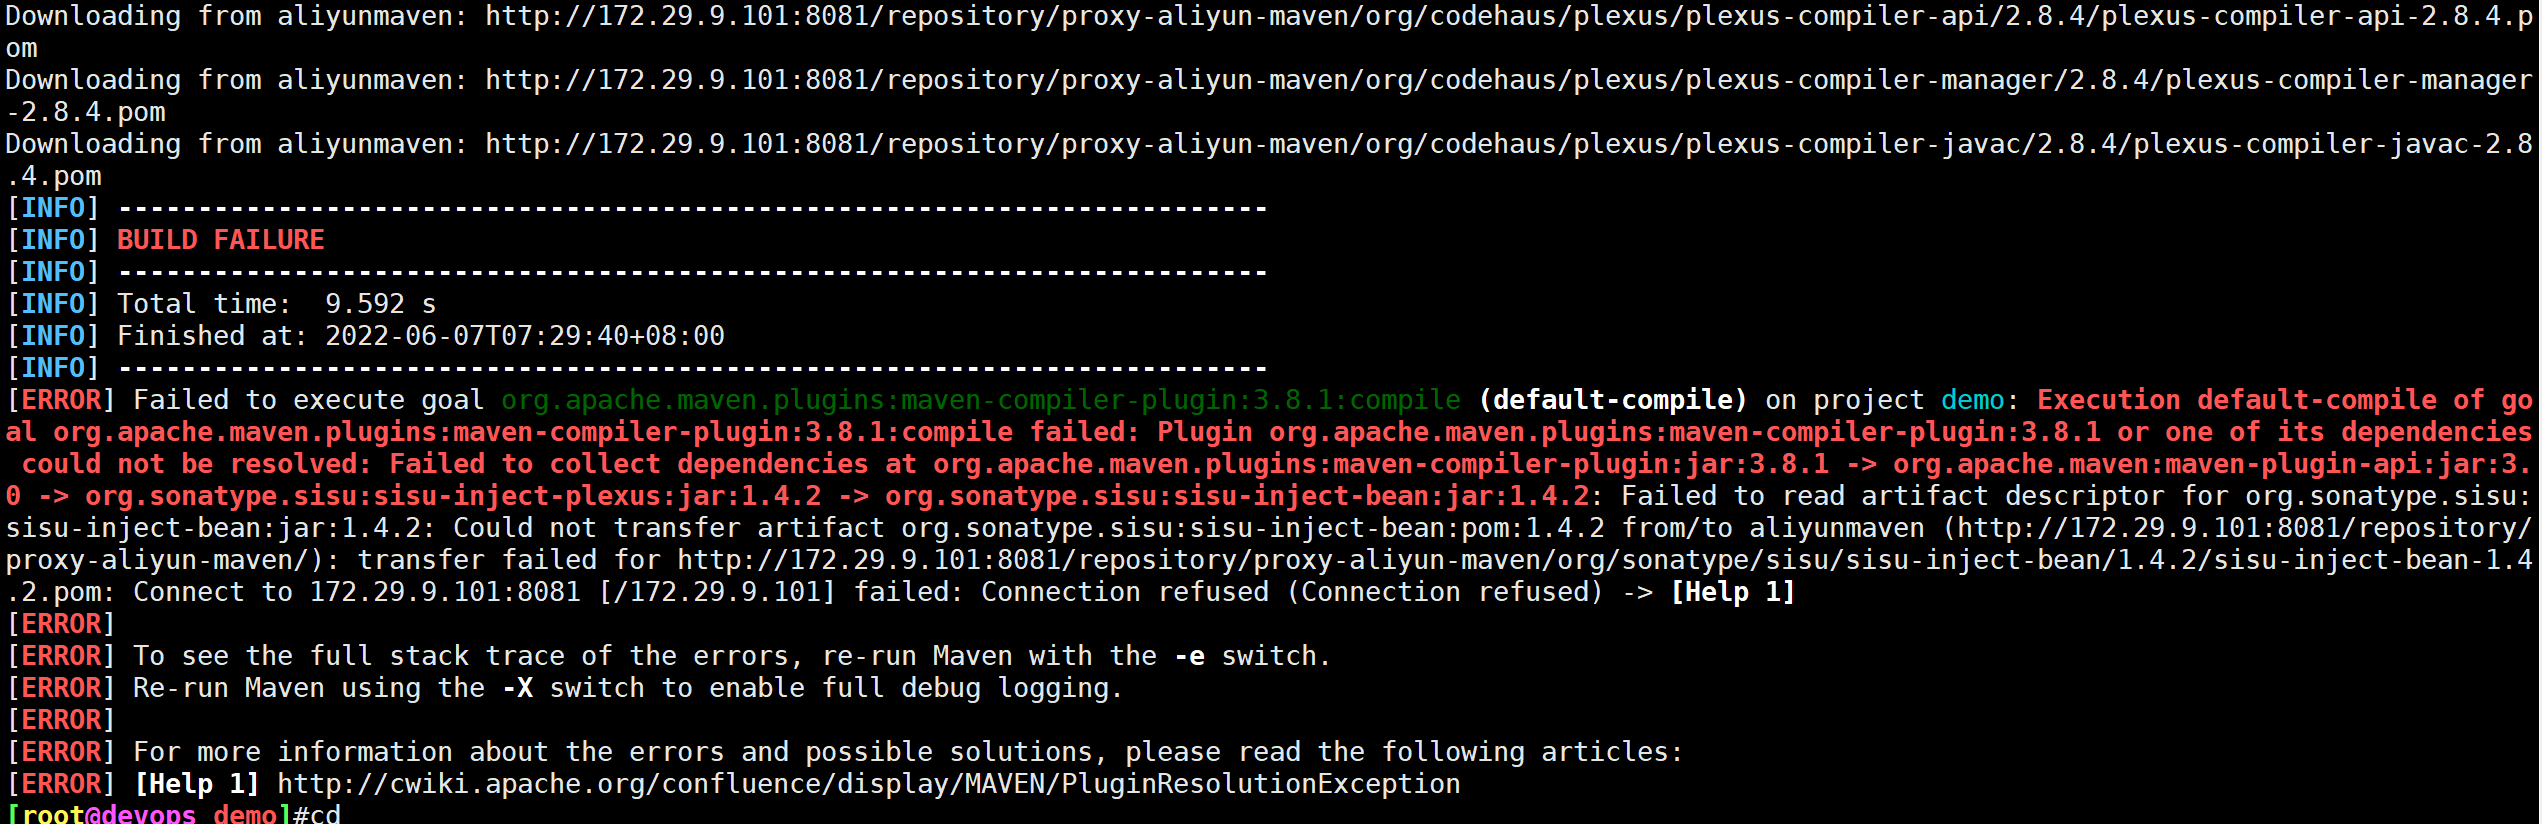 Downloading from aliyunmaven: http://172.29.9.101:8081/repository/proxy-aliyun-maven/org/codehaus/plexus/plexus-compiler-api/2.8.4/plexus-compiler-api-2.8.4.p
om
Downloading from aliyunmaven: http://172.29.9.101:8081/repository/proxy-aliyun-maven/org/codehaus/plexus/plexus-compiler-manager/2.8.4/plexus-compiler-manager
-2.8.4.pom
Downloading from aliyunmaven: http://172.29.9.101:8081/repository/proxy-aliyun-maven/org/codehaus/plexus/plexus-compiler-javac/2.8.4/plexus-compiler-javac-2.8
.4.pom
[INFO] ------------------------------------------------------------------------
[INFO] BUILD FAILURE
[INFO] ------------------------------------------------------------------------
[INFO] Total time:  9.592 s
[INFO] Finished at: 2022-06-07T07:29:40+08:00
[INFO] ------------------------------------------------------------------------
[ERROR] Failed to execute goal org.apache.maven.plugins:maven-compiler-plugin:3.8.1:compile (default-compile) on project demo: Execution default-compile of go
al org.apache.maven.plugins:maven-compiler-plugin:3.8.1:compile failed: Plugin org.apache.maven.plugins:maven-compiler-plugin:3.8.1 or one of its dependencies
 could not be resolved: Failed to collect dependencies at org.apache.maven.plugins:maven-compiler-plugin:jar:3.8.1 -> org.apache.maven:maven-plugin-api:jar:3.
0 -> org.sonatype.sisu:sisu-inject-plexus:jar:1.4.2 -> org.sonatype.sisu:sisu-inject-bean:jar:1.4.2: Failed to read artifact descriptor for org.sonatype.sisu:
sisu-inject-bean:jar:1.4.2: Could not transfer artifact org.sonatype.sisu:sisu-inject-bean:pom:1.4.2 from/to aliyunmaven (http://172.29.9.101:8081/repository/
proxy-aliyun-maven/): transfer failed for http://172.29.9.101:8081/repository/proxy-aliyun-maven/org/sonatype/sisu/sisu-inject-bean/1.4.2/sisu-inject-bean-1.4
.2.pom: Connect to 172.29.9.101:8081 [/172.29.9.101] failed: Connection refused (Connection refused) -> [Help 1]
[ERROR]
[ERROR] To see the full stack trace of the errors, re-run Maven with the -e switch.
[ERROR] Re-run Maven using the -X switch to enable full debug logging.
[ERROR]
[ERROR] For more information about the errors and possible solutions, please read the following articles:
[ERROR] [Help 1] http://cwiki.apache.org/confluence/display/MAVEN/PluginResolutionException
[root@devops demo]#cd